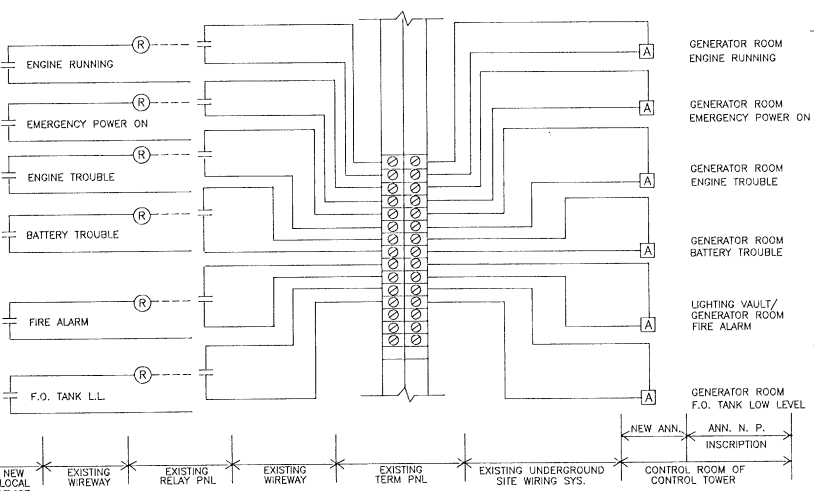 R
ENGINE RUNNING
A
GENERATOR ROOM
ENGINE RUNNING
R
EMERGENCY POWER ON
A
GENERATOR ROOM
EMERGENCY POWER ON
R
ENGINE TROUBLE
A
GENERATOR ROOM
ENGINE TROUBLE
R
BATTERY TROUBLE
A
GENERATOR ROOM
BATTERY TROUBLE
R
FIRE ALARM
A
LIGHTING VAULT/
GENERATOR ROOM
FIRE ALARM
R
F.O. TANK L.L.
A
GENERATOR ROOM
F.O. TANK LOW LEVEL
NEW ANN.
ANN. N. P.
INSCRIPTION
NEW
LOCAL
EXISTING
WIREWAY
EXISTING
RELAY PNL
EXISTING
WIREWAY
EXISTING
TERM PNL
EXISTING UNDERGROUND
SITE WIRING SYS.
CONTROL ROOM OF
CONTROL TOWER